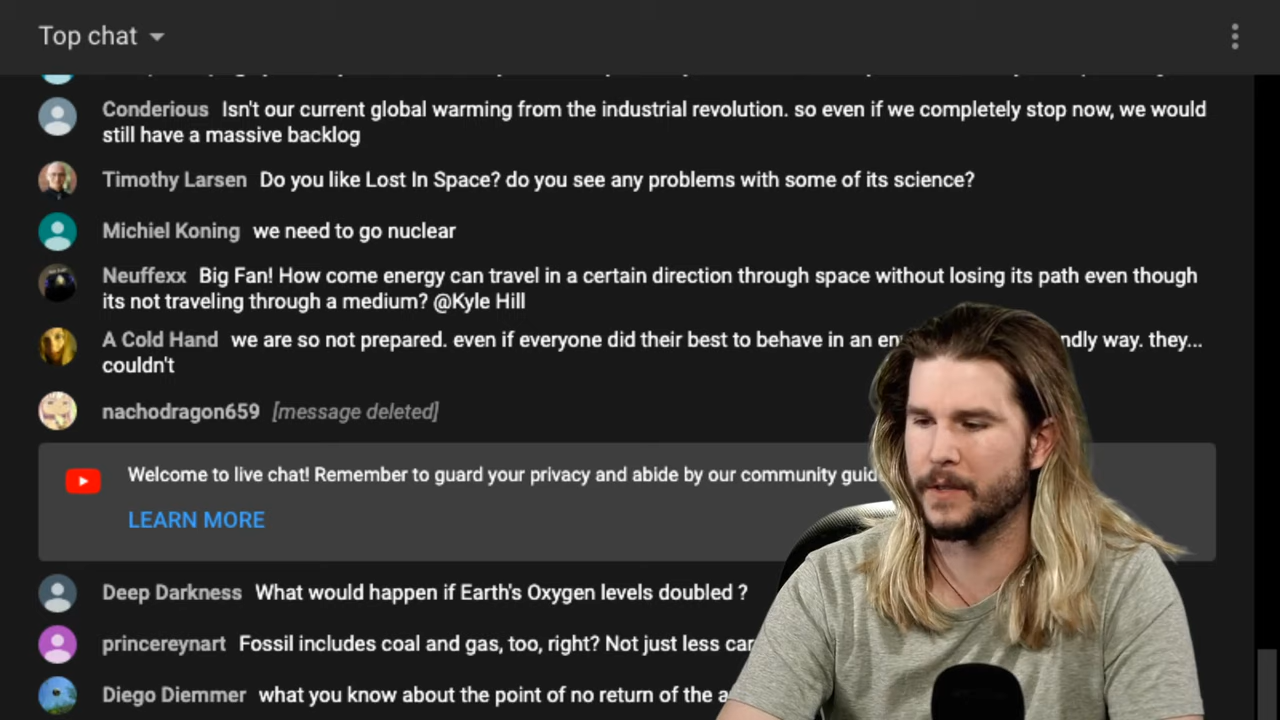 Top chat
Conderious Isn't our current global warming from the industrial revolution. so even if we completely stop now, we would
still have a massive backlog
Timothy Larsen Do you like Lost In Space? do you see any problems with some of its science?
Michiel Koning we need to go nuclear
Neuffexx Big Fan! How come energy can travel in a certain direction through space without losing its path even though
its not traveling through a medium? @Kyle Hill
A Cold Hand we are so not prepared. even if everyone did their best to behave in an en ndly way. they...
couldn't
nachodragon659 [message deleted]
Welcome to live chat! Remember to guard your privacy and abide by our community guid
LEARN MORE
Deep Darkness What would happen if Earth's Oxygen levels doubled ?
princereynart Fossil includes coal and gas, too, right? Not just less car
Diego Diemmer what you know about the point of no return of the a